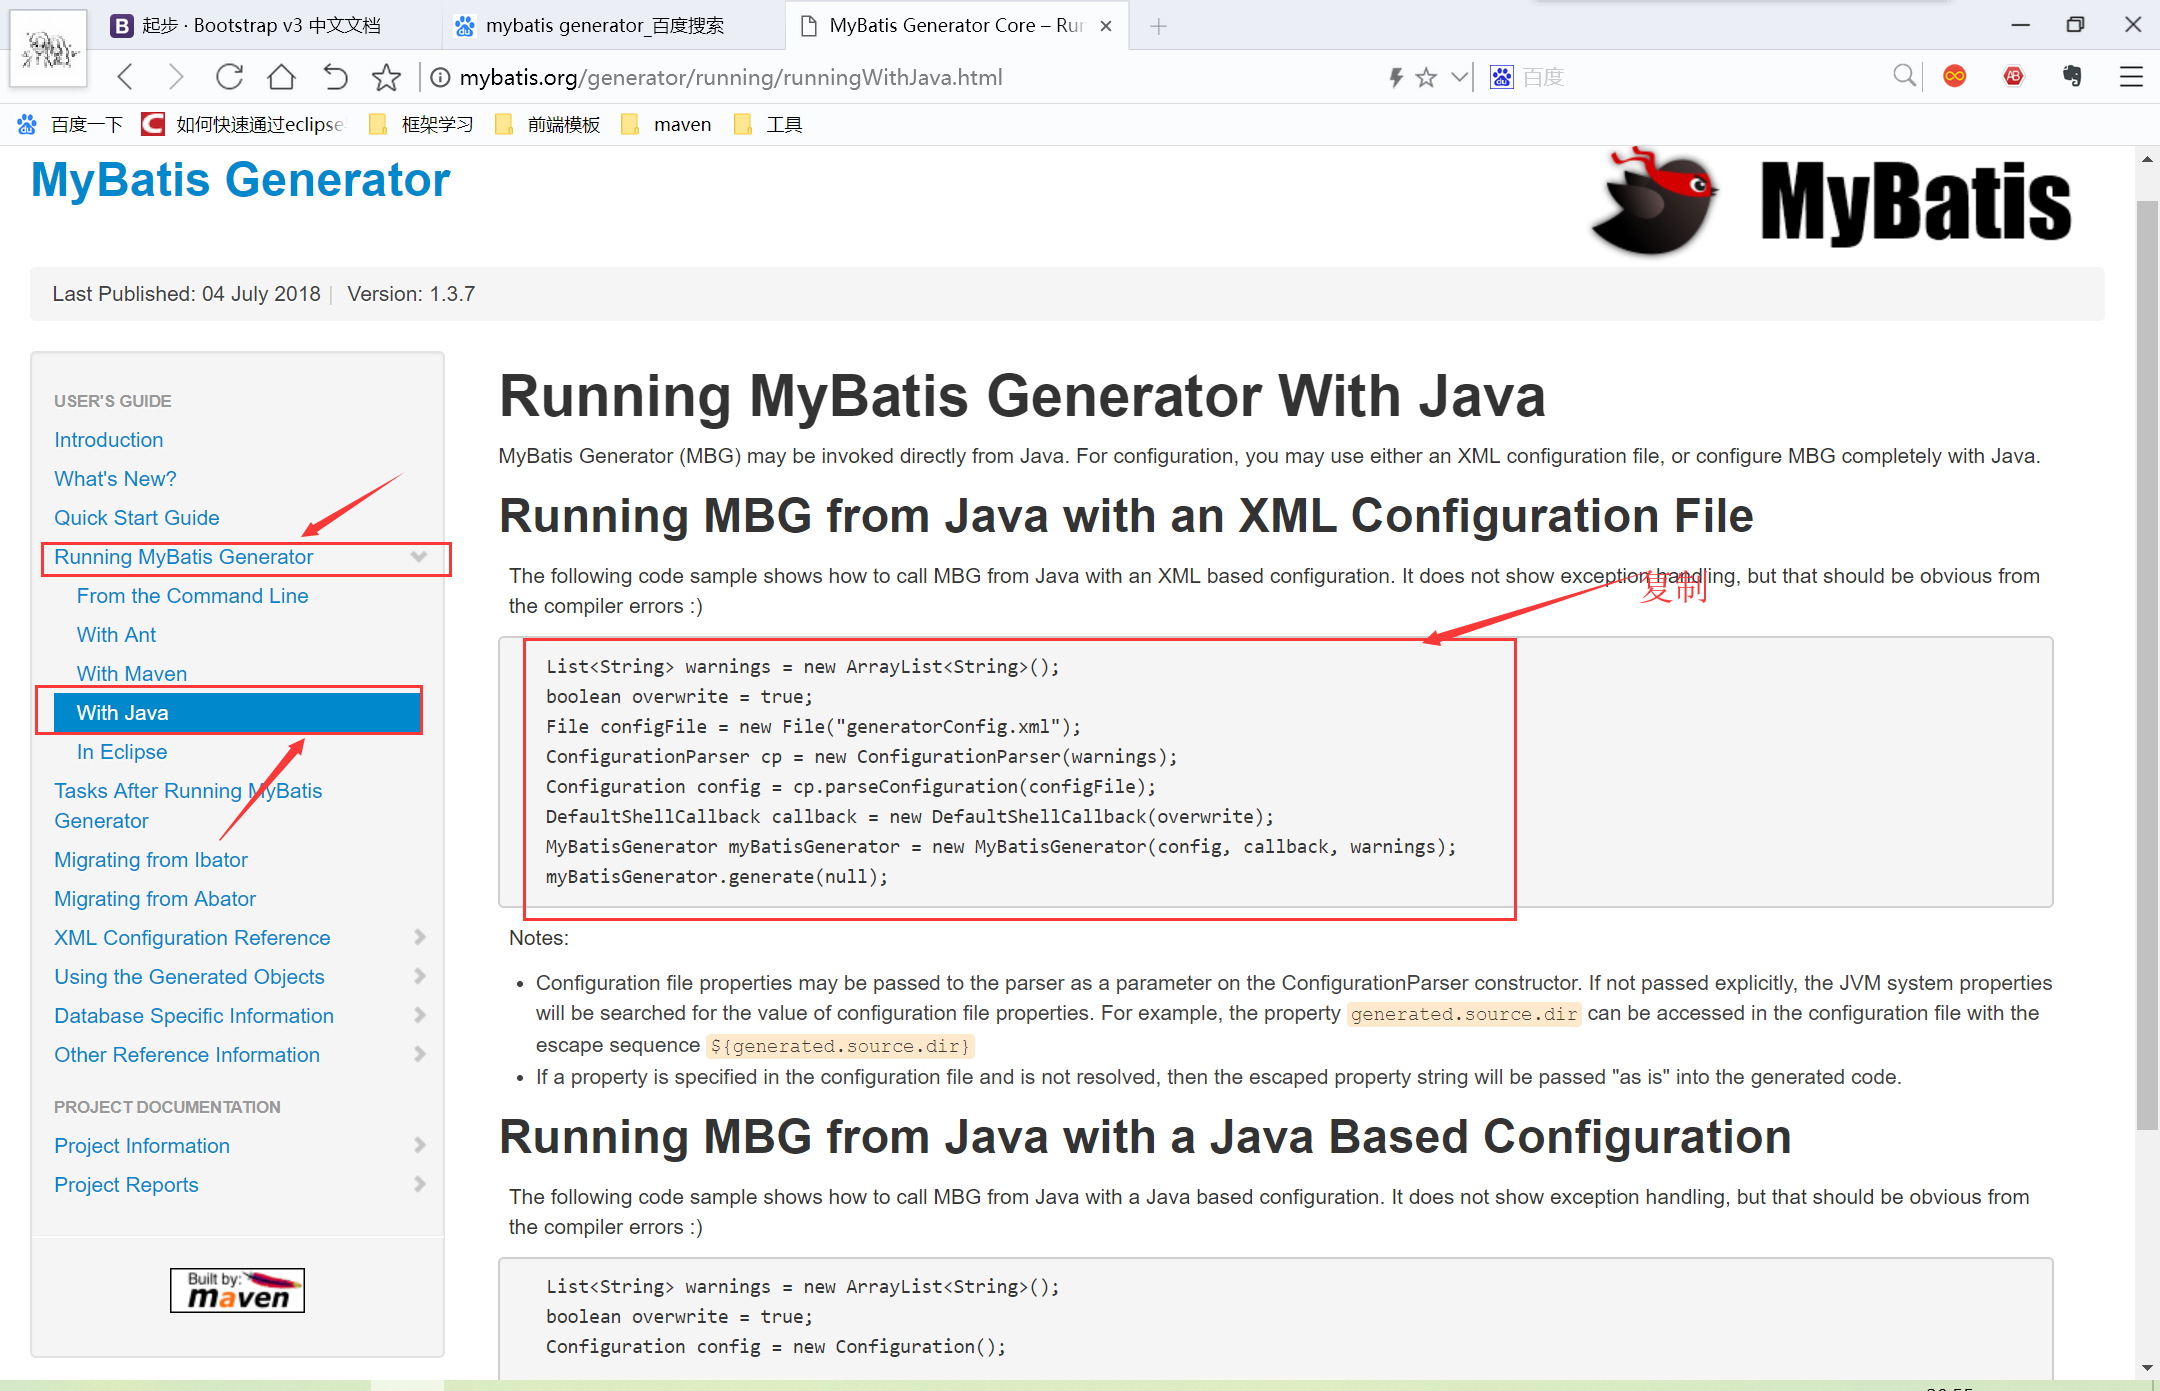 起步 · Bootstrap v3 中文文档
mybatis generator_百度搜索
MyBatis Generator Core – Rur
mybatis.org/generator/running/runningWithJava.html
百度
百度一下
如何快速通过eclipse
框架学习
前端模板
maven
工具
MyBatis Generator
MyBatis
Last Published: 04 July 2018 | Version: 1.3.7
USER'S GUIDE
Introduction
What's New?
Quick Start Guide
Running MyBatis Generator
From the Command Line
With Ant
With Maven
With Java
In Eclipse
Tasks After Running MyBatis
Generator
Migrating from Ibator
Migrating from Abator
XML Configuration Reference
Using the Generated Objects
Database Specific Information
Other Reference Information
PROJECT DOCUMENTATION
Project Information
Project Reports
Built by:
maven
Running MyBatis Generator With Java
MyBatis Generator (MBG) may be invoked directly from Java. For configuration, you may use either an XML configuration file, or configure MBG completely with Java.
Running MBG from Java with an XML Configuration File
The following code sample shows how to call MBG from Java with an XML based configuration. It does not show exception handling, but that should be obvious from
the compiler errors :)
复制
List<String> warnings = new ArrayList<String>();
boolean overwrite = true;
File configFile = new File("generatorConfig.xml");
ConfigurationParser cp = new ConfigurationParser(warnings);
Configuration config = cp.parseConfiguration(configFile);
DefaultShellCallback callback = new DefaultShellCallback(overwrite);
MyBatisGenerator myBatisGenerator = new MyBatisGenerator(config, callback, warnings);
myBatisGenerator.generate(null);
Notes:
• Configuration file properties may be passed to the parser as a parameter on the ConfigurationParser constructor. If not passed explicitly, the JVM system properties
will be searched for the value of configuration file properties. For example, the property generated.source.dir can be accessed in the configuration file with the
escape sequence ${generated.source.dir}
• If a property is specified in the configuration file and is not resolved, then the escaped property string will be passed "as is" into the generated code.
Running MBG from Java with a Java Based Configuration
The following code sample shows how to call MBG from Java with a Java based configuration. It does not show exception handling, but that should be obvious from
the compiler errors :)
List<String> warnings = new ArrayList<String>();
boolean overwrite = true;
Configuration config = new Configuration();